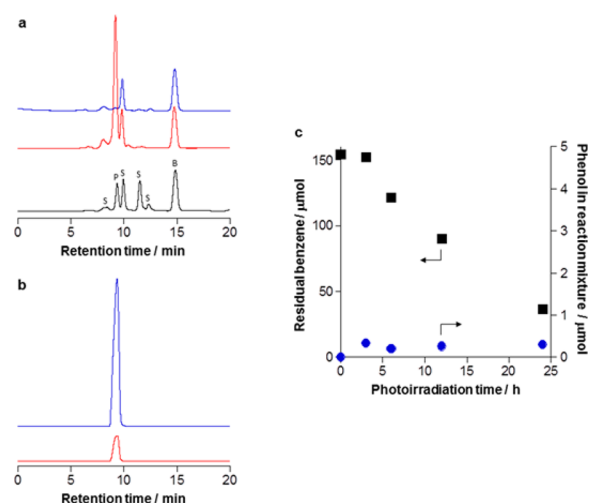 a
P S S B
S S
0 5 10 15 20
Retention time / min
b
0 5 10 15 20
Retention time / min
c
Residual benzene / μmol
150
100
50
0
5
4
3
2
1
0
Phenol in reaction mixture / μmol
0 5 10 15 20 25
Photoirradiation time / h